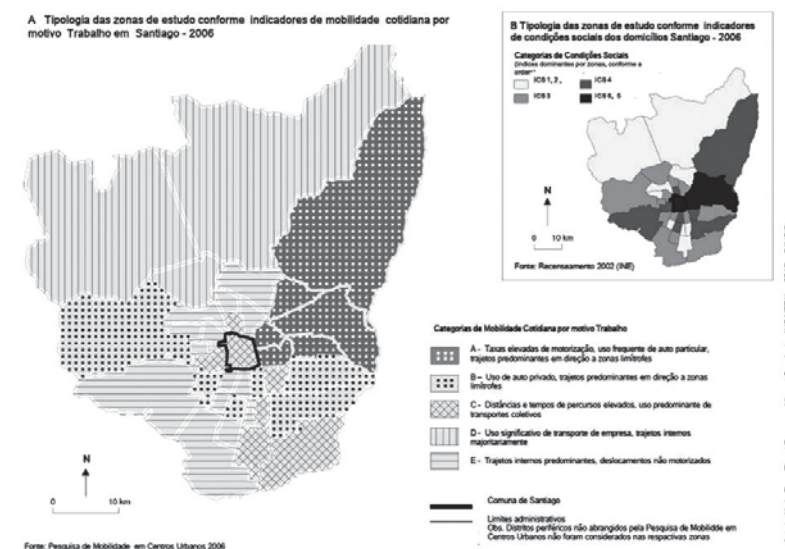 A Tipologia das zonas de estudo conforme indicadores de mobilidade cotidiana por
motivo Trabalho em Santiago - 2006
N
0 10 km
Fonte: Pesquisa de Mobilidade em Centros Urbanos 2006
B Tipologia das zonas de estudo conforme indicadores
de condições sociais dos domicílios Santiago - 2006
Categorias de Condições Sociais
(índices dominantes por zonas, conforme a
ICS 1, 2, ICS 4
ICS 3 ICS 6, 5
N
0 10 km
Fonte: Recenseamento 2002 (INE)
Categorias de Mobilidade Cotidiana por motivo Trabalho
A - Taxas elevadas de motorização, uso frequente de auto particular,
trajetos predominantes em direção a zonas limítrofes
B - Uso de auto privado, trajetos predominantes em direção a zonas
limítrofes
C - Distâncias e tempos de percursos elevados, uso predominante de
transportes coletivos
D - Uso significativo de transporte de empresa, trajetos internos
majoritariamente
E - Trajetos internos predominantes, deslocamentos não motorizados
Comuna de Santiago
Limites administrativos
Obs. Distritos periféricos não abrangidos pela Pesquisa de Mobilidde em
Centros Urbanos não foram considerados nas respectivas zonas